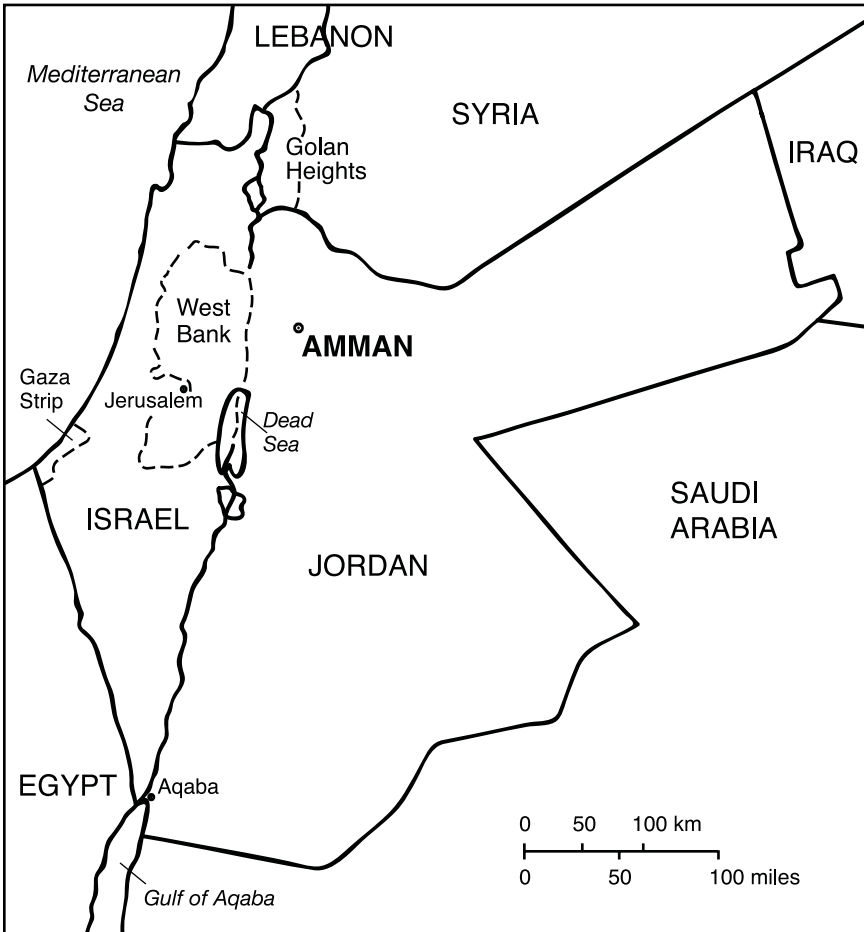 LEBANON
Mediterranean
Sea
SYRIA
Golan
Heights
IRAQ
West
Bank
AMMAN
Gaza
Strip
Jerusalem
Dead
Sea
ISRAEL
SAUDI
ARABIA
JORDAN
EGYPT
Aqaba
Gulf of Aqaba
0 50 100 km
0 50 100 miles